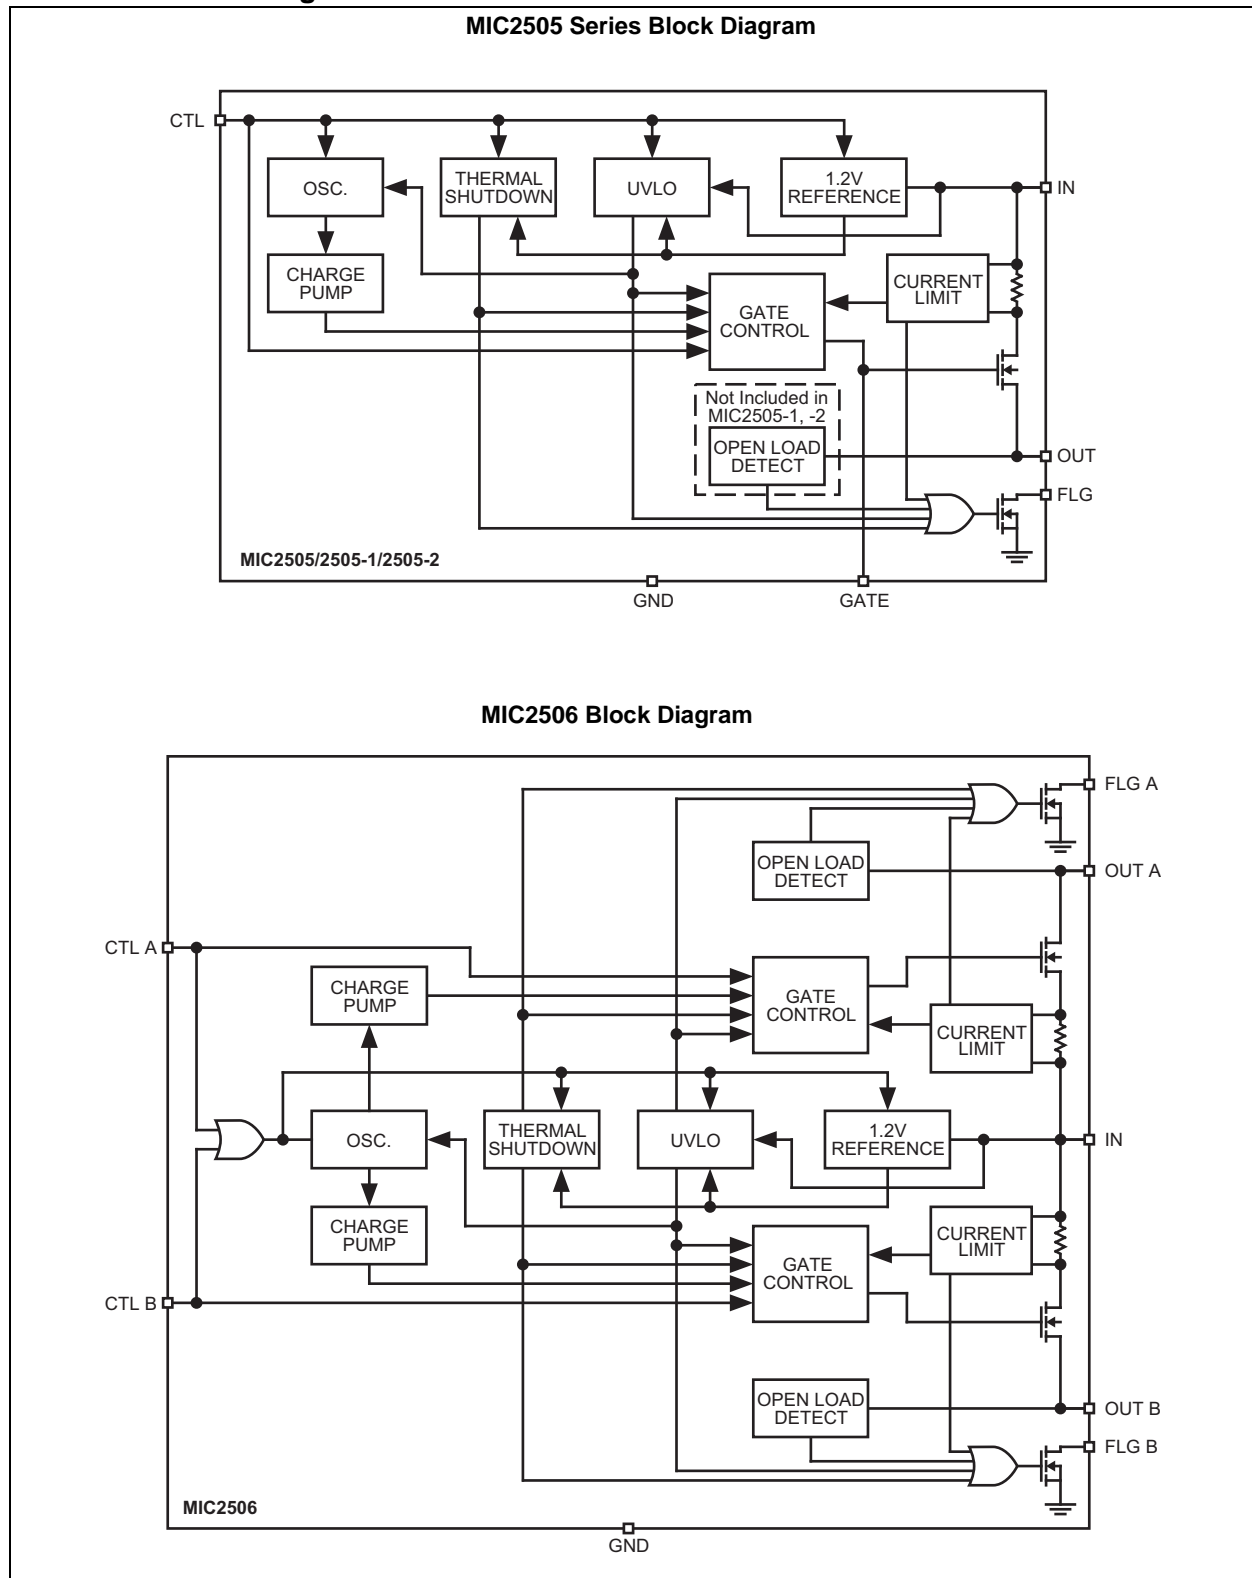 MIC2505 Series Block Diagram
CTL
OSC.
THERMAL
SHUTDOWN
UVLO
1.2V
REFERENCE
IN
CHARGE
PUMP
GATE
CONTROL
CURRENT
LIMIT
Not Included in
MIC2505-1, -2
OPEN LOAD
DETECT
OUT
FLG
MIC2505/2505-1/2505-2
GND
GATE
MIC2506 Block Diagram
FLG A
OPEN LOAD
DETECT
OUT A
CTL A
CHARGE
PUMP
GATE
CONTROL
CURRENT
LIMIT
OSC.
THERMAL
SHUTDOWN
UVLO
1.2V
REFERENCE
IN
CHARGE
PUMP
GATE
CONTROL
CURRENT
LIMIT
CTL B
OPEN LOAD
DETECT
OUT B
FLG B
MIC2506
GND